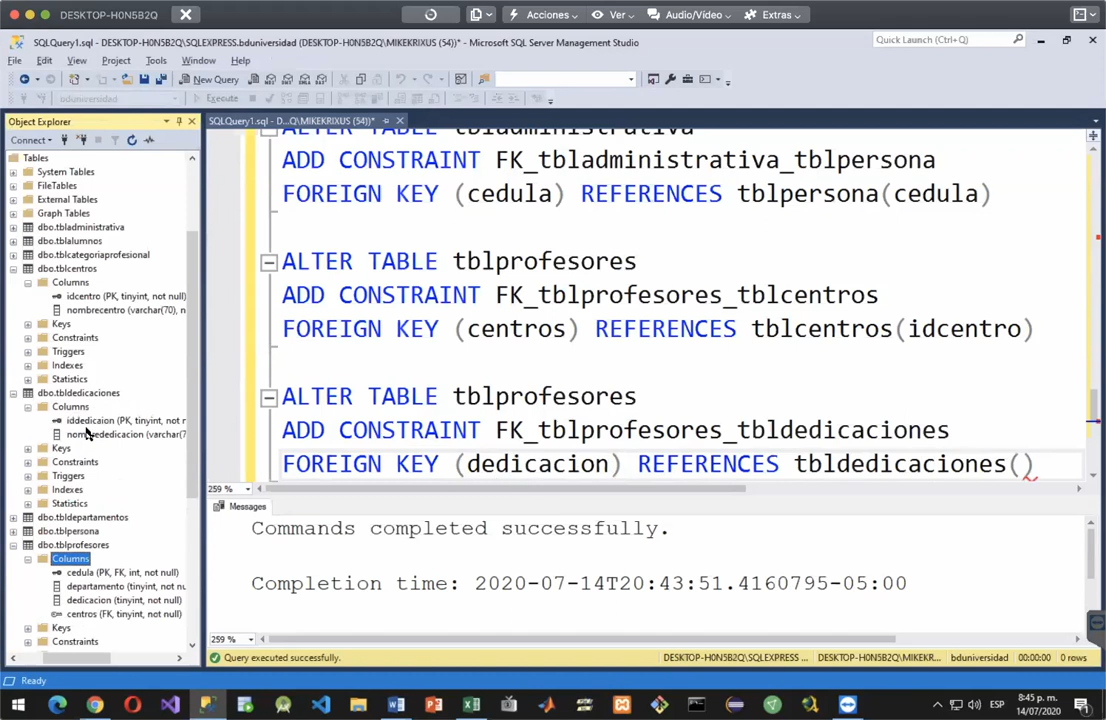 DESKTOP-H0N5B2Q
Acciones
Ver
Audio/Vídeo
Extras
SQLQuery1.sql - DESKTOP-H0N5B2Q\SQLEXPRESS.bduniversidad (DESKTOP-H0N5B2Q\MIKEKRIXUS (54))* - Microsoft SQL Server Management Studio
Quick Launch (Ctrl+Q)
File Edit View Project Tools Window Help
New Query
bduniversidad
Execute
Object Explorer
SQLQuery1.sql - D...Q\MIKEKRIXUS (54))*
Connect
Tables
System Tables
FileTables
External Tables
Graph Tables
dbo.tbladministrativa
dbo.tblalumnos
dbo.tblcategoriaprofesional
dbo.tblcentros
Columns
idcentro (PK, tinyint, not null)
nombrecentro (varchar(70), n
Keys
Constraints
Triggers
Indexes
Statistics
dbo.tbldedicaciones
Columns
iddedicaion (PK, tinyint, not n
dedicacion (varchar(7
Keys
Constraints
Triggers
Indexes
Statistics
dbo.tbldepartamentos
dbo.tblpersona
dbo.tblprofesores
Columns
cedula (PK, FK, int, not null)
departamento (tinyint, not nu
dedicacion (tinyint, not null)
centros (FK, tinyint, not null)
Keys
Constraints
ALTER TABLE tbladministrativa
ADD CONSTRAINT FK_tbladministrativa_tblpersona
FOREIGN KEY (cedula) REFERENCES tblpersona(cedula)
ALTER TABLE tblprofesores
ADD CONSTRAINT FK_tblprofesores_tblcentros
FOREIGN KEY (centros) REFERENCES tblcentros(idcentro)
ALTER TABLE tblprofesores
ADD CONSTRAINT FK_tblprofesores_tbldedicaciones
FOREIGN KEY (dedicacion) REFERENCES tbldedicaciones()
259 %
Messages
Commands completed successfully.
Completion time: 2020-07-14T20:43:51.4160795-05:00
259 %
Query executed successfully.
DESKTOP-H0N5B2Q\SQLEXPRESS ... DESKTOP-H0N5B2Q\MIKEKR... bduniversidad 00:00:00 0 rows
Ready
ESP
8:45 p. m.
14/07/2020